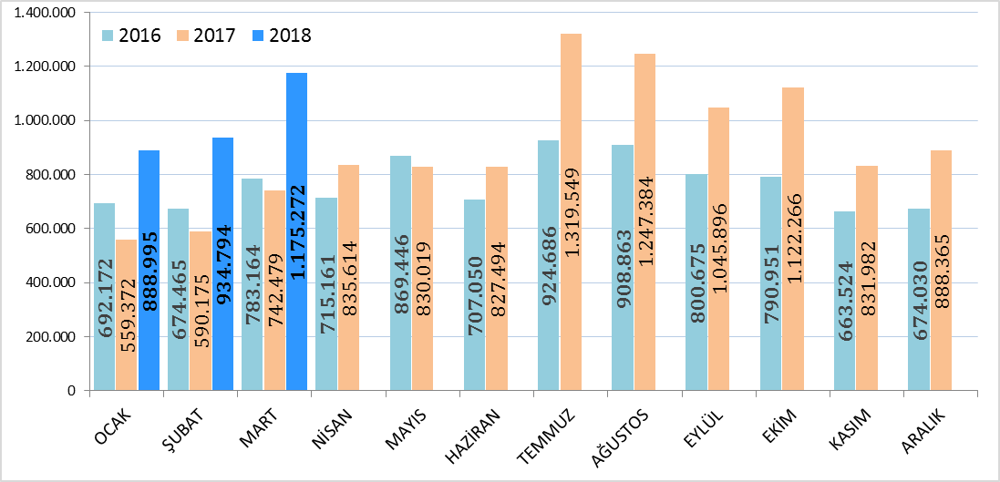 1.400.000
1.200.000
1.000.000
800.000
600.000
400.000
200.000
0
2016 2017 2018
692.172
559.372
888.995
674.465
590.175
934.794
783.164
742.479
1.175.272
715.161
835.614
869.446
830.019
707.050
827.494
924.686
1.319.549
908.863
1.247.384
800.675
1.045.896
790.951
1.122.266
663.524
831.982
674.030
888.365
OCAK
ŞUBAT
MART
NİSAN
MAYIS
HAZİRAN
TEMMUZ
AĞUSTOS
EYLÜL
EKİM
KASIM
ARALIK